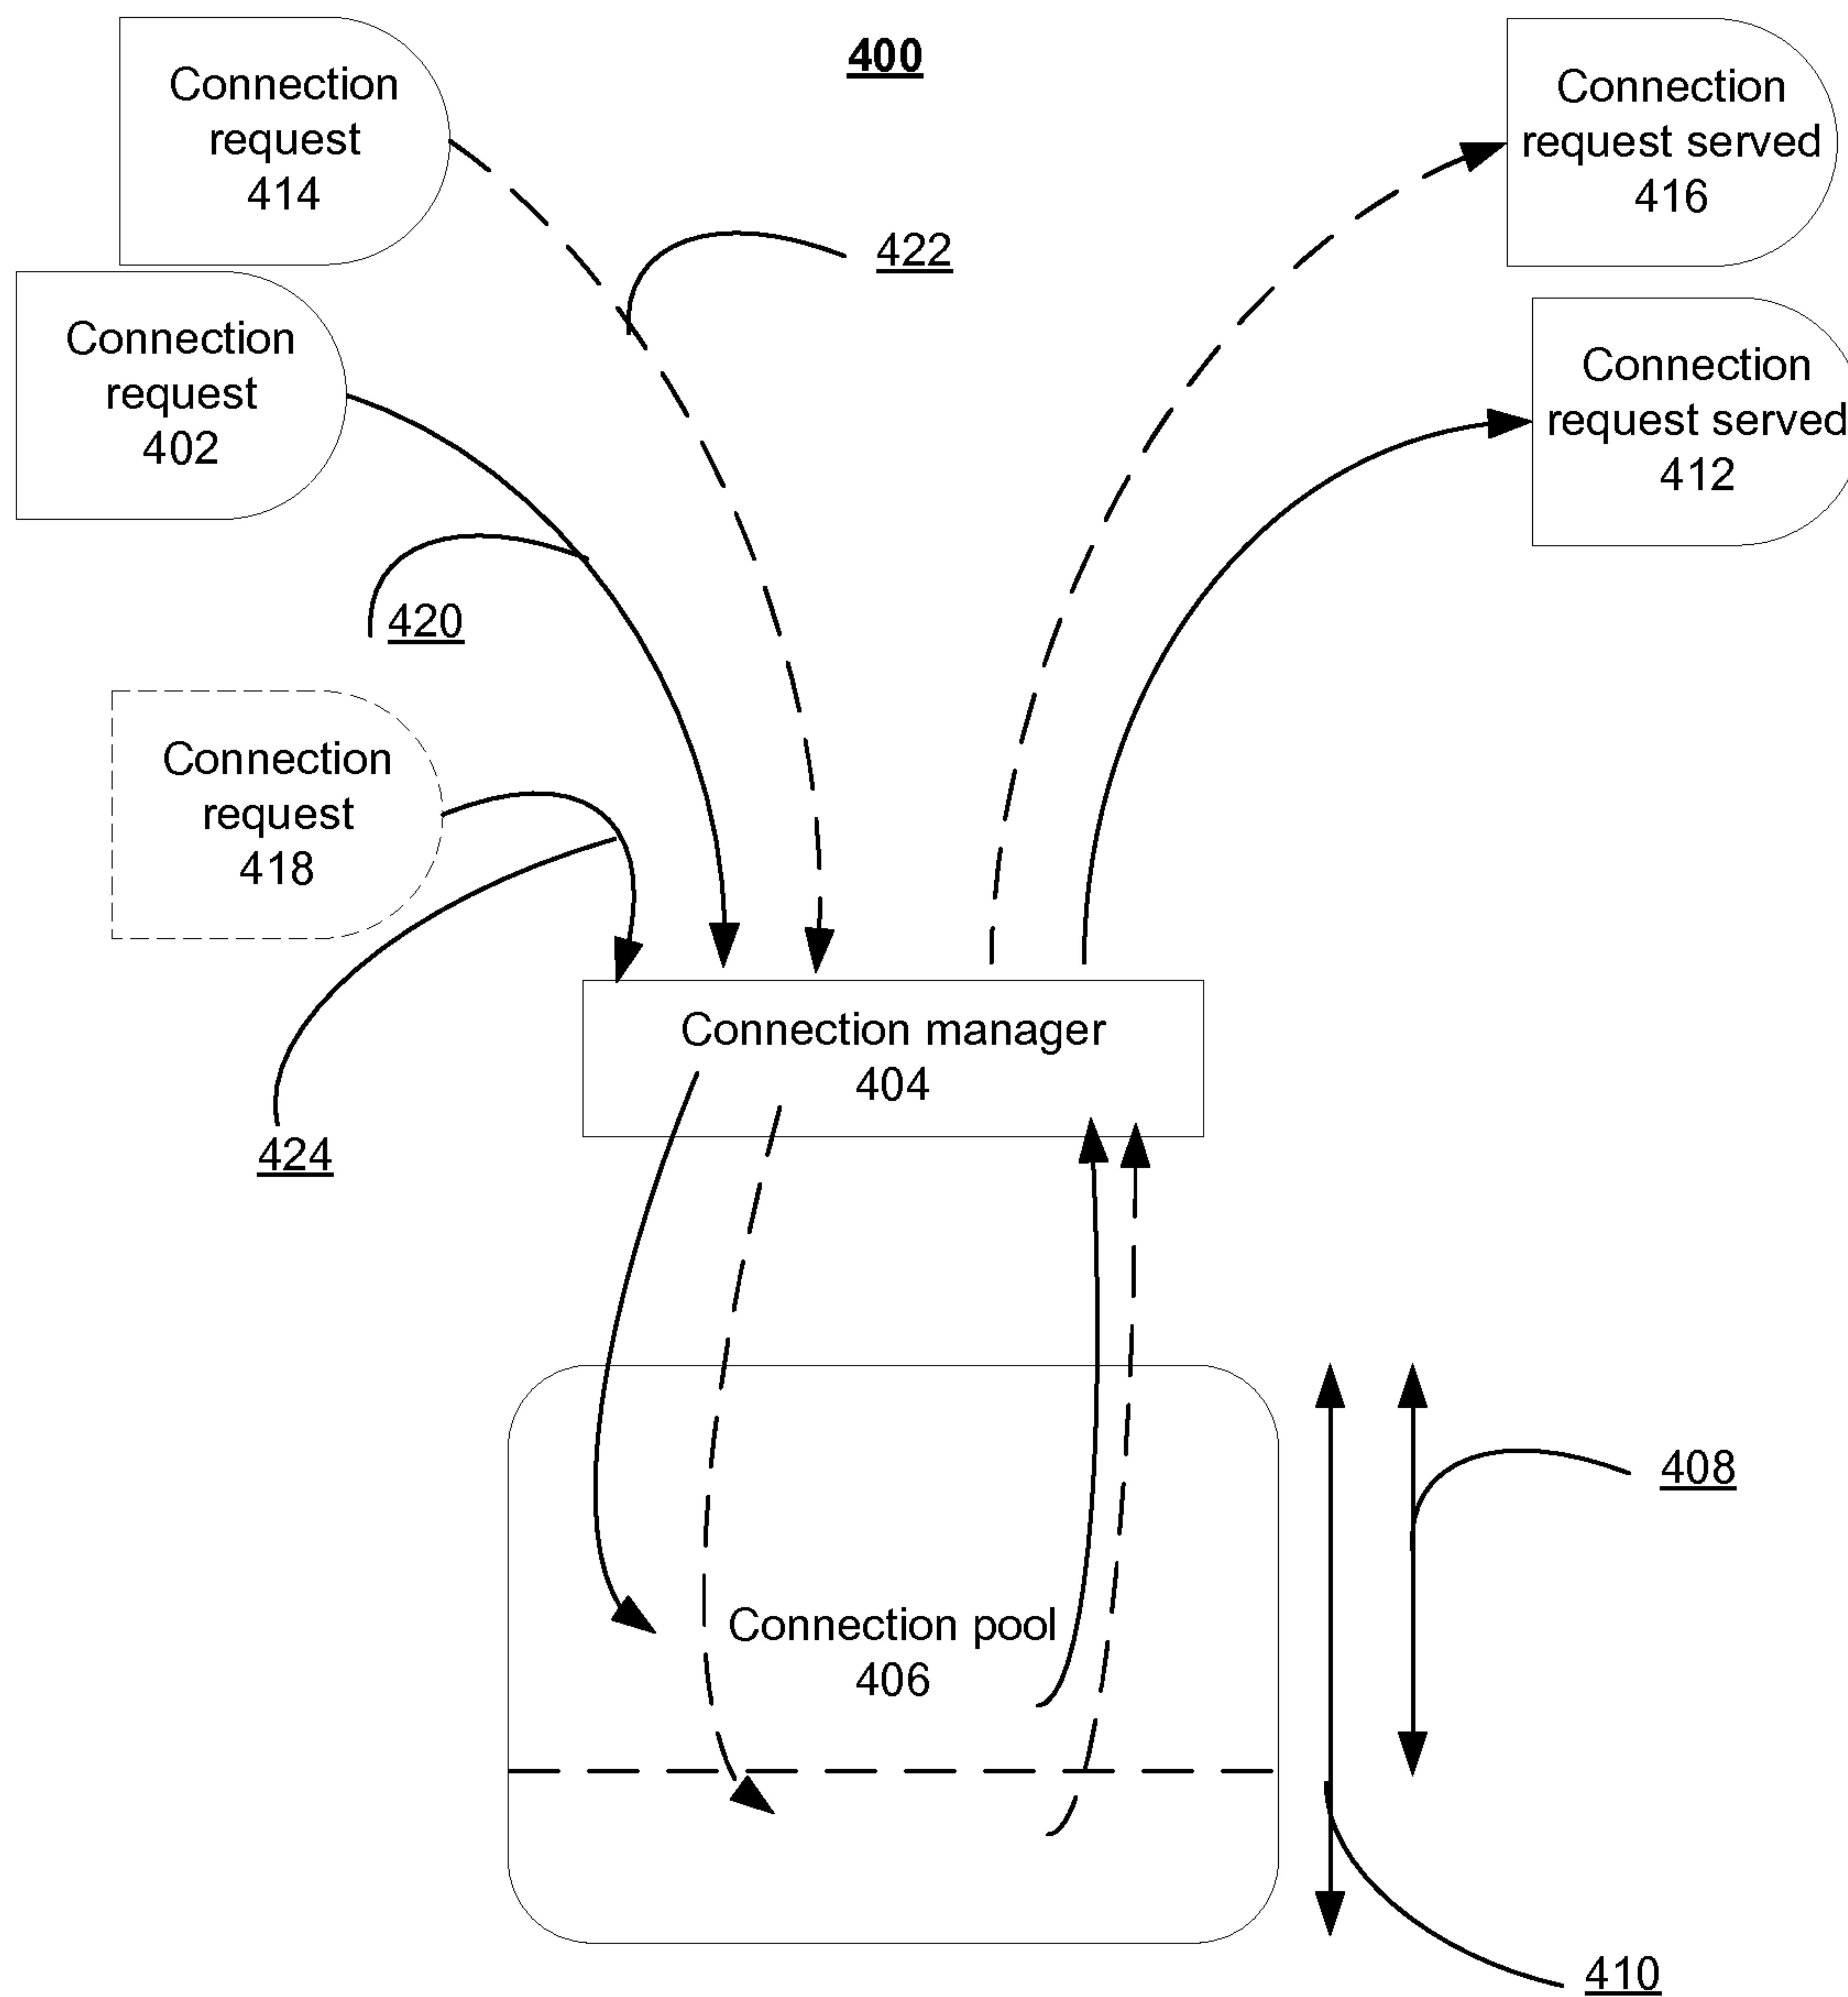 400
Connection
request
414
Connection
request served
416
422
Connection
request
402
Connection
request served
412
420
Connection
request
418
Connection manager
404
424
408
Connection pool
406
410